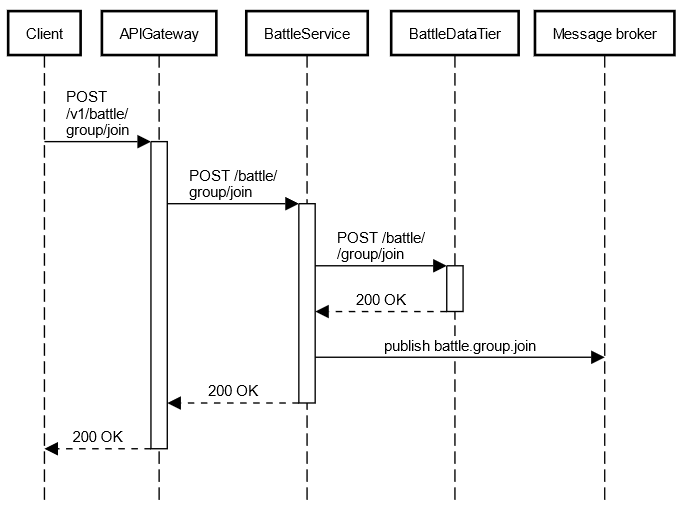 Client
APIGateway
BattleService
BattleDataTier
Message broker
POST
/v1/battle/
group/join
POST /battle/
group/join
POST /battle/
/group/join
200 OK
publish battle.group.join
200 OK
200 OK